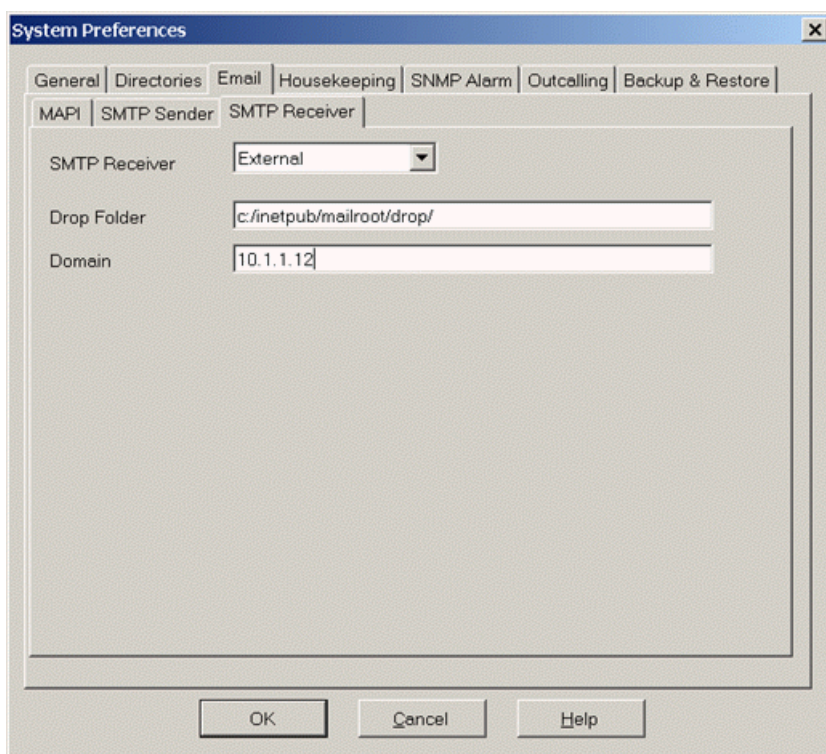 System Preferences
General Directories Email Housekeeping SNMP Alarm Outcalling Backup & Restore
MAPI SMTP Sender SMTP Receiver
SMTP Receiver External
Drop Folder c:/inetpub/mailroot/drop/
Domain 10.1.1.12
OK Cancel Help